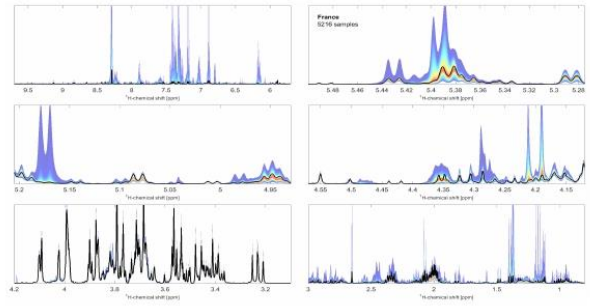 France
5216 samples
9.5 9 8.5 8 7.5 7 6.5 6
¹H-chemical shift [ppm]
5.48 5.46 5.44 5.42 5.4 5.38 5.36 5.34 5.32 5.3 5.28
¹H-chemical shift [ppm]
5.2 5.15 5.1 5.05 5 4.95
¹H-chemical shift [ppm]
4.55 4.5 4.45 4.4 4.35 4.3 4.25 4.2 4.15
¹H-chemical shift [ppm]
4.2 4 3.8 3.6 3.4 3.2
¹H-chemical shift [ppm]
3 2.5 2 1.5 1
¹H-chemical shift [ppm]